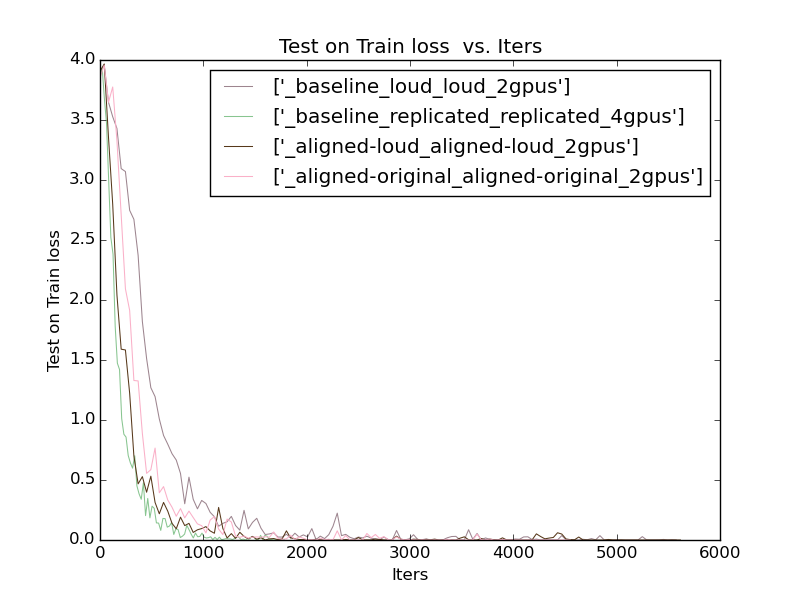 Test on Train loss  vs. Iters
4.0
3.5
3.0
2.5
2.0
1.5
1.0
0.5
0.0
Test on Train loss
['_baseline_loud_loud_2gpus']
['_baseline_replicated_replicated_4gpus']
['_aligned-loud_aligned-loud_2gpus']
['_aligned-original_aligned-original_2gpus']
0 1000 2000 3000 4000 5000 6000
Iters